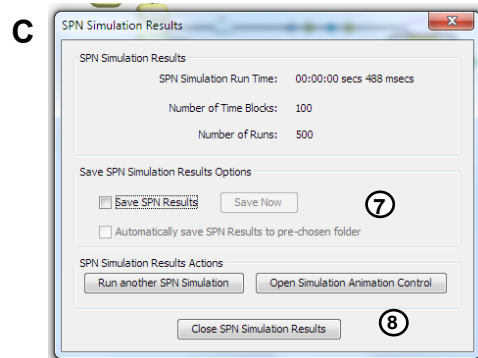 C
SPN Simulation Results
SPN Simulation Results
SPN Simulation Run Time: 00:00:00 secs 488 msecs
Number of Time Blocks: 100
Number of Runs: 500
Save SPN Simulation Results Options
Save SPN Results Save Now
7
Automatically save SPN Results to pre-chosen folder
SPN Simulation Results Actions
Run another SPN Simulation Open Simulation Animation Control
Close SPN Simulation Results
8